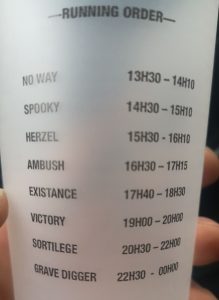 —RUNNING ORDER—
NO WAY 13H30 – 14H10
SPOOKY 14H30 – 15H10
HERZEL 15H30 - 16H10
AMBUSH 16H30 – 17H15
EXISTANCE 17H40 – 18H30
VICTORY 19H00 – 20H00
SORTILEGE 20H30 – 22H00
GRAVE DIGGER 22H30 - 00H00